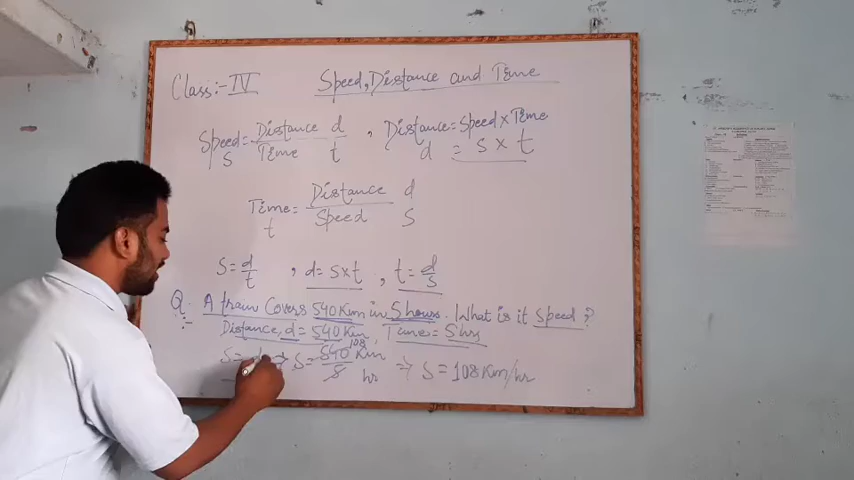 Class:- IV Speed, Distance and Time
Speed = Distance d , Distance = Speed × Time
S Time t d = s × t
Time = Distance d
t Speed S
S = d/t , d = s×t , t = d/s
Q:- A train Covers 540 Km in 5 hours. What is it Speed ?
Distance, d = 540 Km, Time = 5 hrs
S = ⇒ S = 540 108 Km / 5 hr ⇒ S = 108 Km/hr